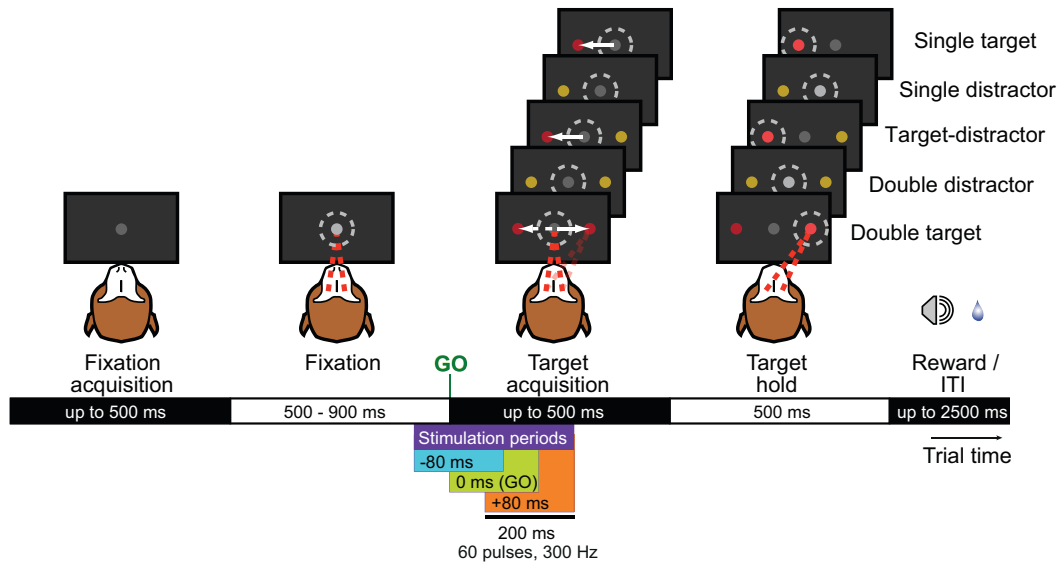 Single target
Single distractor
Target-distractor
Double distractor
Double target
Fixation
acquisition
Fixation
GO
Target
acquisition
Target
hold
Reward /
ITI
up to 500 ms
500 - 900 ms
up to 500 ms
500 ms
up to 2500 ms
Stimulation periods
-80 ms
0 ms (GO)
+80 ms
Trial time
200 ms
60 pulses, 300 Hz